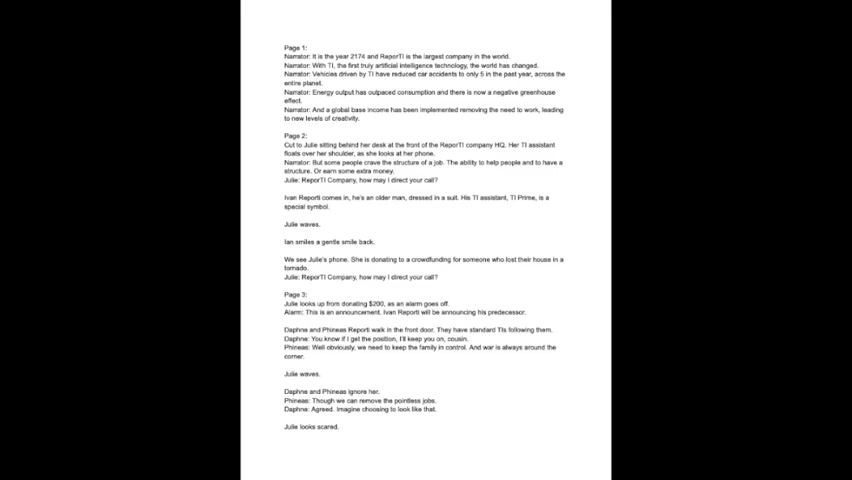 Page 1:
Narrator: It is the year 2174 and ReporTI is the largest company in the world.
Narrator: With TI, the first truly artificial intelligence technology, the world has changed.
Narrator: Vehicles driven by TI have reduced car accidents to only 5 in the past year, across the
entire planet.
Narrator: Energy output has outpaced consumption and there is now a negative greenhouse
effect.
Narrator: And a global base income has been implemented removing the need to work, leading
to new levels of creativity.
Page 2:
Cut to Julie sitting behind her desk at the front of the ReporTI company HQ. Her TI assistant
floats over her shoulder, as she looks at her phone.
Narrator: But some people crave the structure of a job. The ability to help people and to have a
structure. Or earn some extra money.
Julie: ReporTI Company, how may I direct your call?
Ivan Reporti comes in, he's an older man, dressed in a suit. His TI assistant, TI Prime, is a
special symbol.
Julie waves.
Ian smiles a gentle smile back.
We see Julie's phone. She is donating to a crowdfunding for someone who lost their house in a
tornado.
Julie: ReporTI Company, how may I direct your call?
Page 3:
Julie looks up from donating $200, as an alarm goes off.
Alarm: This is an announcement. Ivan Reporti will be announcing his predecessor.
Daphne and Phineas Reporti walk in the front door. They have standard TIs following them.
Daphne: You know if I get the position, I'll keep you on, cousin.
Phineas: Well obviously, we need to keep the family in control. And war is always around the
corner.
Julie waves.
Daphne and Phineas ignore her.
Phineas: Though we can remove the pointless jobs.
Daphne: Agreed. Imagine choosing to look like that.
Julie looks scared.